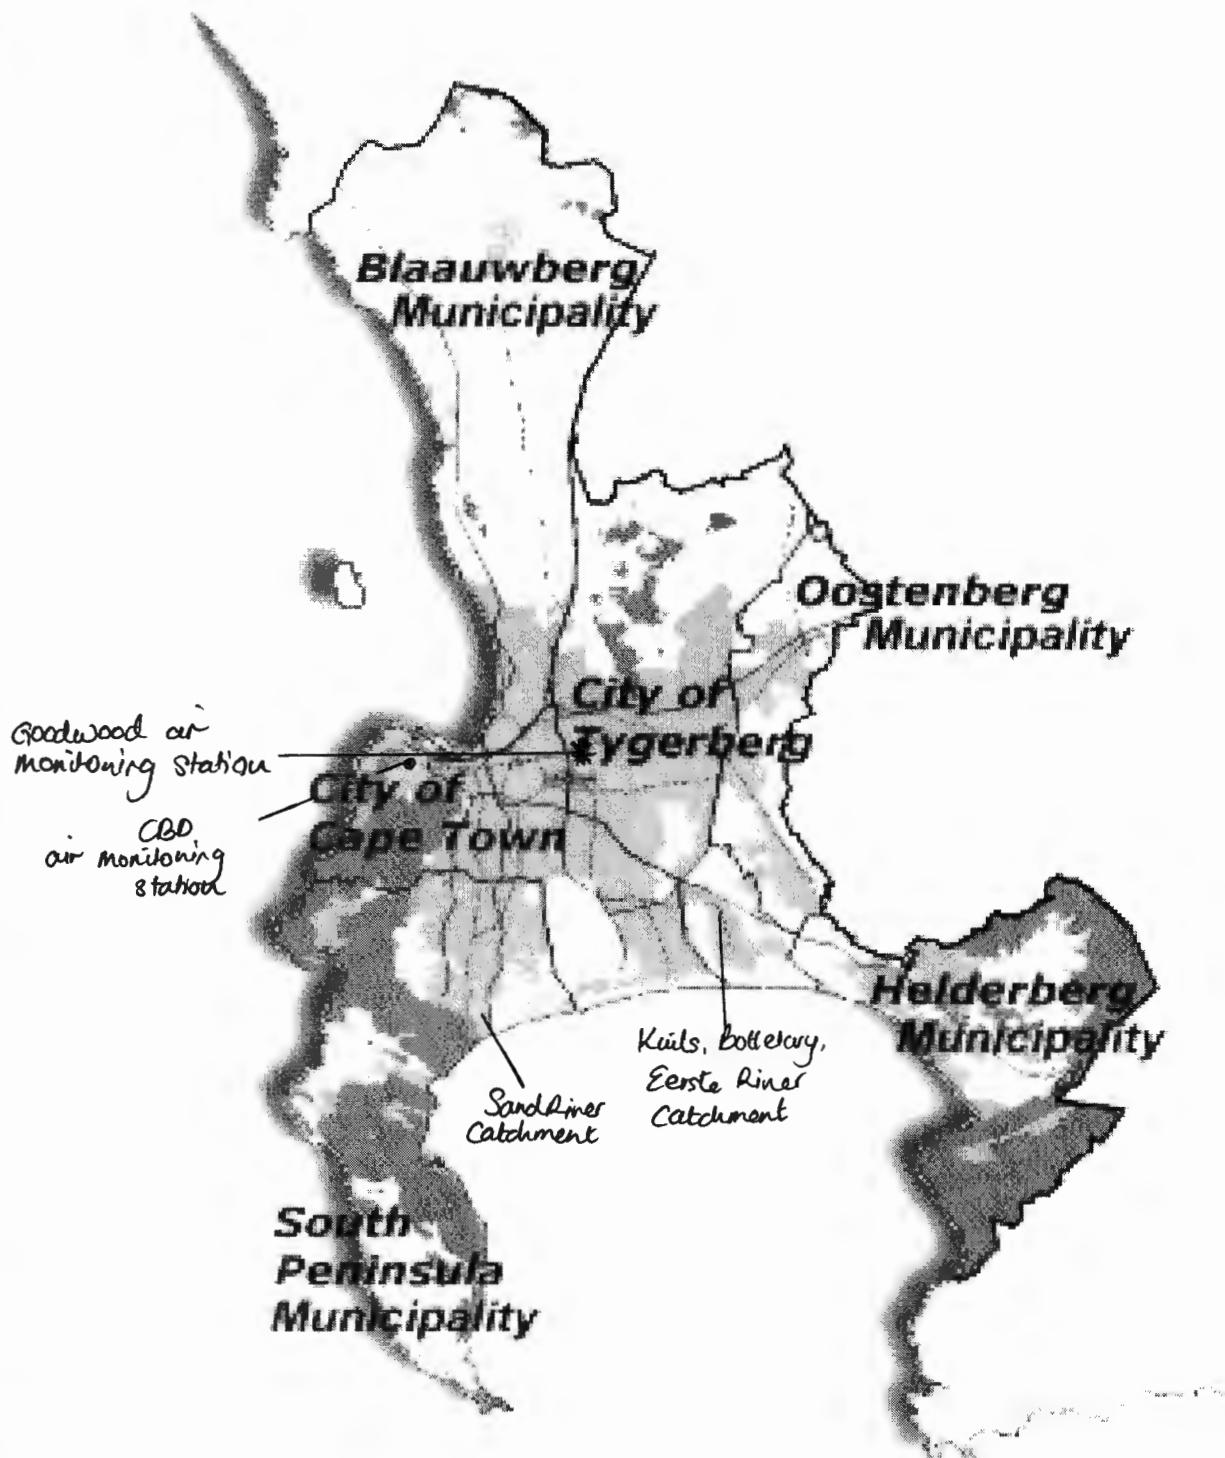 Blaauwberg
Municipality
Oostenberg
Municipality
City of
Tygerberg
Goodwood air
monitoring station
City of
Cape Town
CBD
air monitoring
station
Helderberg
Municipality
Kuils, Bottelary,
Eerste River
Catchment
Sand River
Catchment
South
Peninsula
Municipality